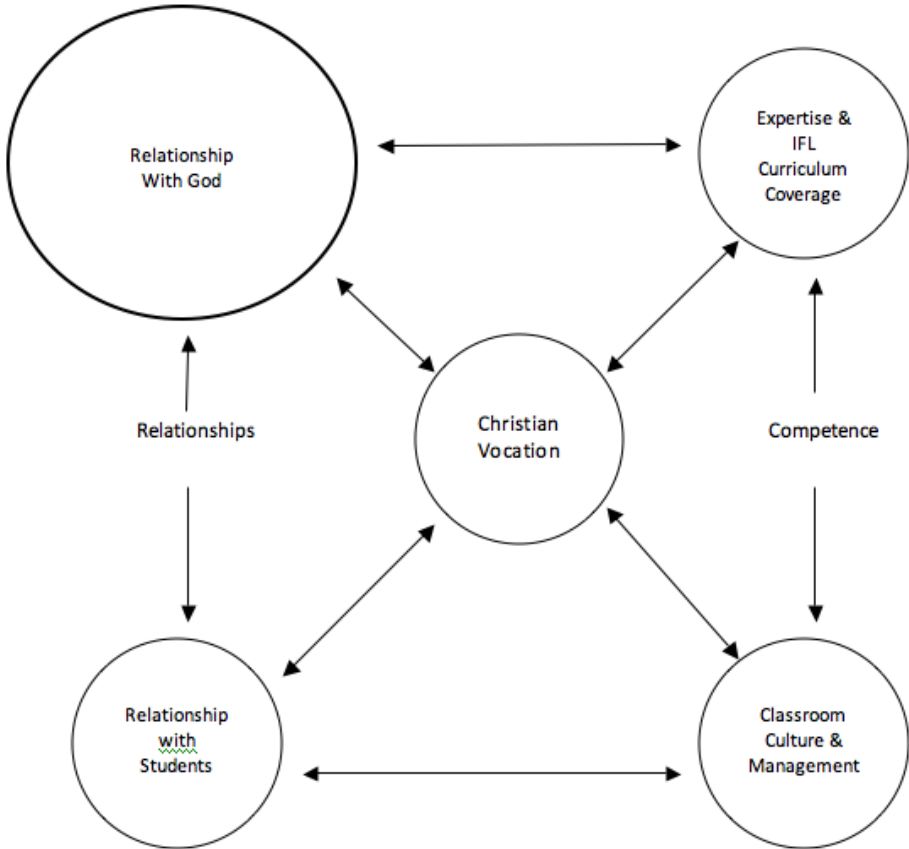 Relationship
With God
Expertise &
IFL
Curriculum
Coverage
Christian
Vocation
Relationships
Competence
Relationship
with
Students
Classroom
Culture &
Management